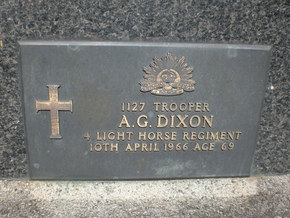 1127 TROOPER
A.G. DIXON
4 LIGHT HORSE REGIMENT
10TH APRIL 1966 AGE 69